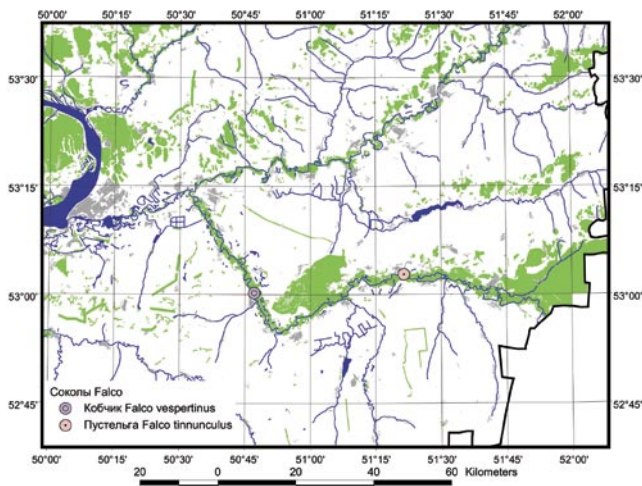 50°00' 50°15' 50°30' 50°45' 51°00' 51°15' 51°30' 51°45' 52°00'
53°30' 53°30'
53°15' 53°15'
53°00' 53°00'
52°45' 52°45'
Соколы Falco
Кобчик Falco vespertinus
Пустельга Falco tinnunculus
50°00' 50°15' 50°30' 50°45' 51°00' 51°15' 51°30' 51°45' 52°00'
20 0 20 40 60 Kilometers